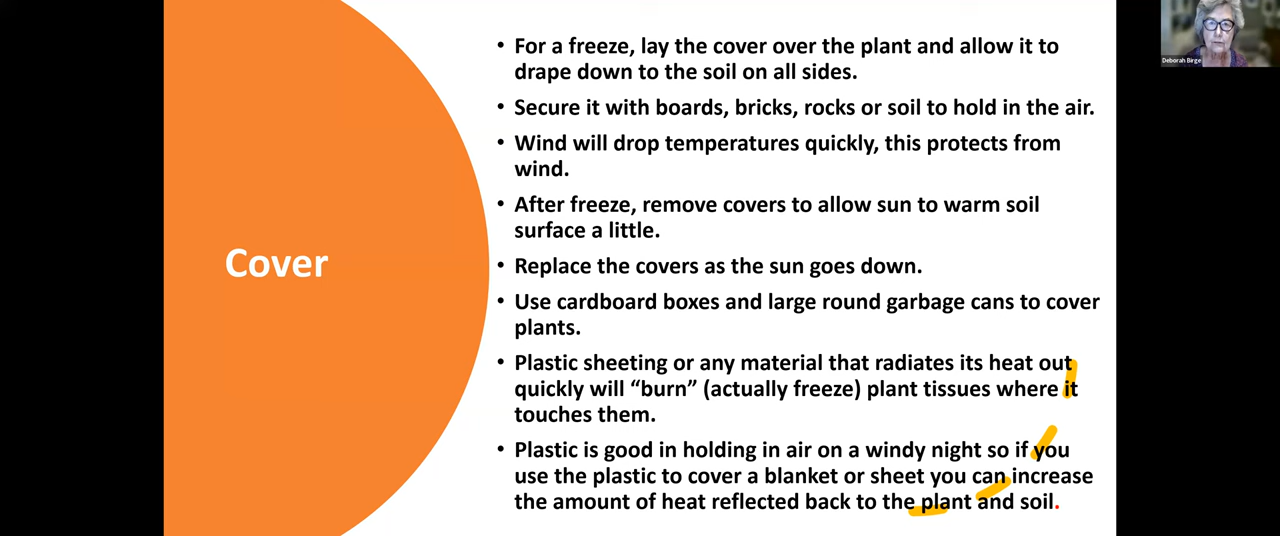 Cover
• For a freeze, lay the cover over the plant and allow it to
drape down to the soil on all sides.
• Secure it with boards, bricks, rocks or soil to hold in the air.
• Wind will drop temperatures quickly, this protects from
wind.
• After freeze, remove covers to allow sun to warm soil
surface a little.
• Replace the covers as the sun goes down.
• Use cardboard boxes and large round garbage cans to cover
plants.
• Plastic sheeting or any material that radiates its heat out
quickly will “burn” (actually freeze) plant tissues where it
touches them.
• Plastic is good in holding in air on a windy night so if you
use the plastic to cover a blanket or sheet you can increase
the amount of heat reflected back to the plant and soil.
Deborah Birge